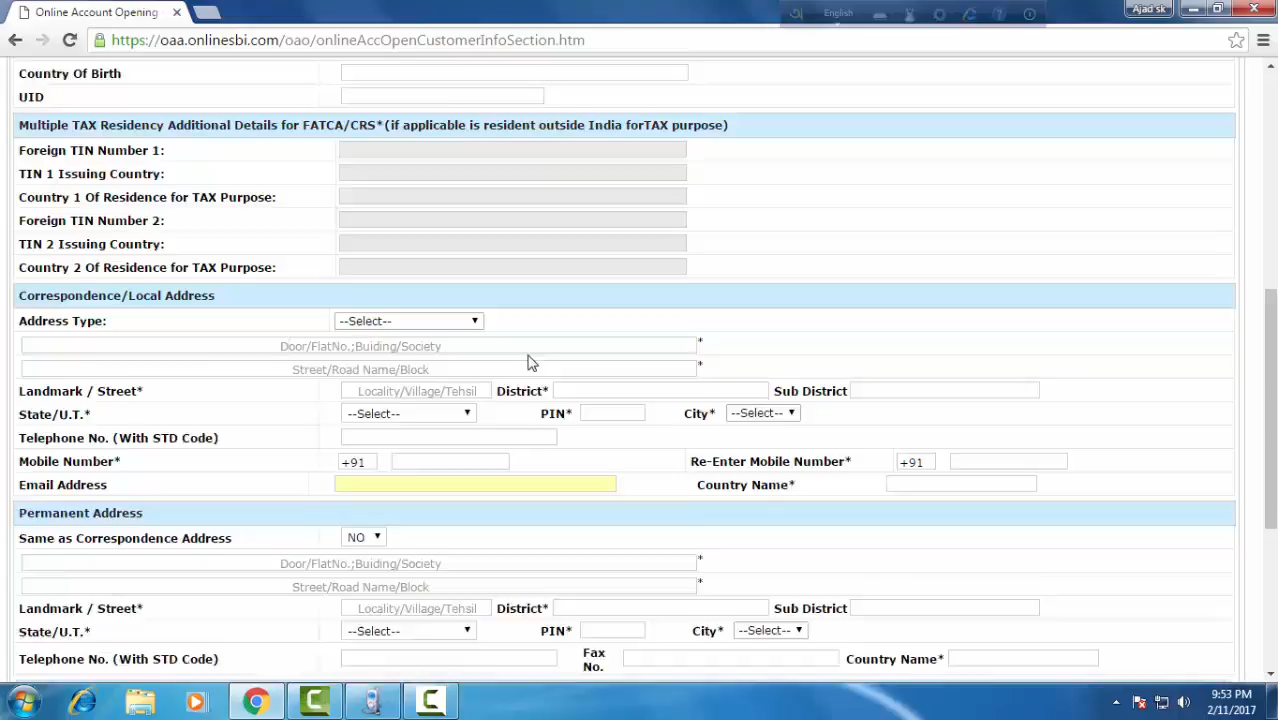 Online Account Opening
English
Ajad sk
https://oaa.onlinesbi.com/oao/onlineAccOpenCustomerInfoSection.htm
Country Of Birth
UID
Multiple TAX Residency Additional Details for FATCA/CRS*(if applicable is resident outside India forTAX purpose)
Foreign TIN Number 1:
TIN 1 Issuing Country:
Country 1 Of Residence for TAX Purpose:
Foreign TIN Number 2:
TIN 2 Issuing Country:
Country 2 Of Residence for TAX Purpose:
Correspondence/Local Address
Address Type: --Select--
Door/FlatNo.;Buiding/Society *
Street/Road Name/Block *
Landmark / Street* Locality/Village/Tehsil District* Sub District
State/U.T.* --Select-- PIN* City* --Select--
Telephone No. (With STD Code)
Mobile Number* +91 Re-Enter Mobile Number* +91
Email Address Country Name*
Permanent Address
Same as Correspondence Address NO
Door/FlatNo.;Buiding/Society *
Street/Road Name/Block *
Landmark / Street* Locality/Village/Tehsil District* Sub District
State/U.T.* --Select-- PIN* City* --Select--
Telephone No. (With STD Code) Fax No. Country Name*
9:53 PM
2/11/2017